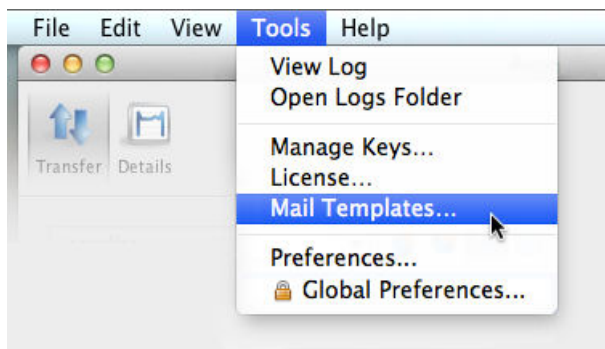 File Edit View Tools Help
View Log
Open Logs Folder
Transfer Details
Manage Keys...
License...
Mail Templates...
Preferences...
Global Preferences...